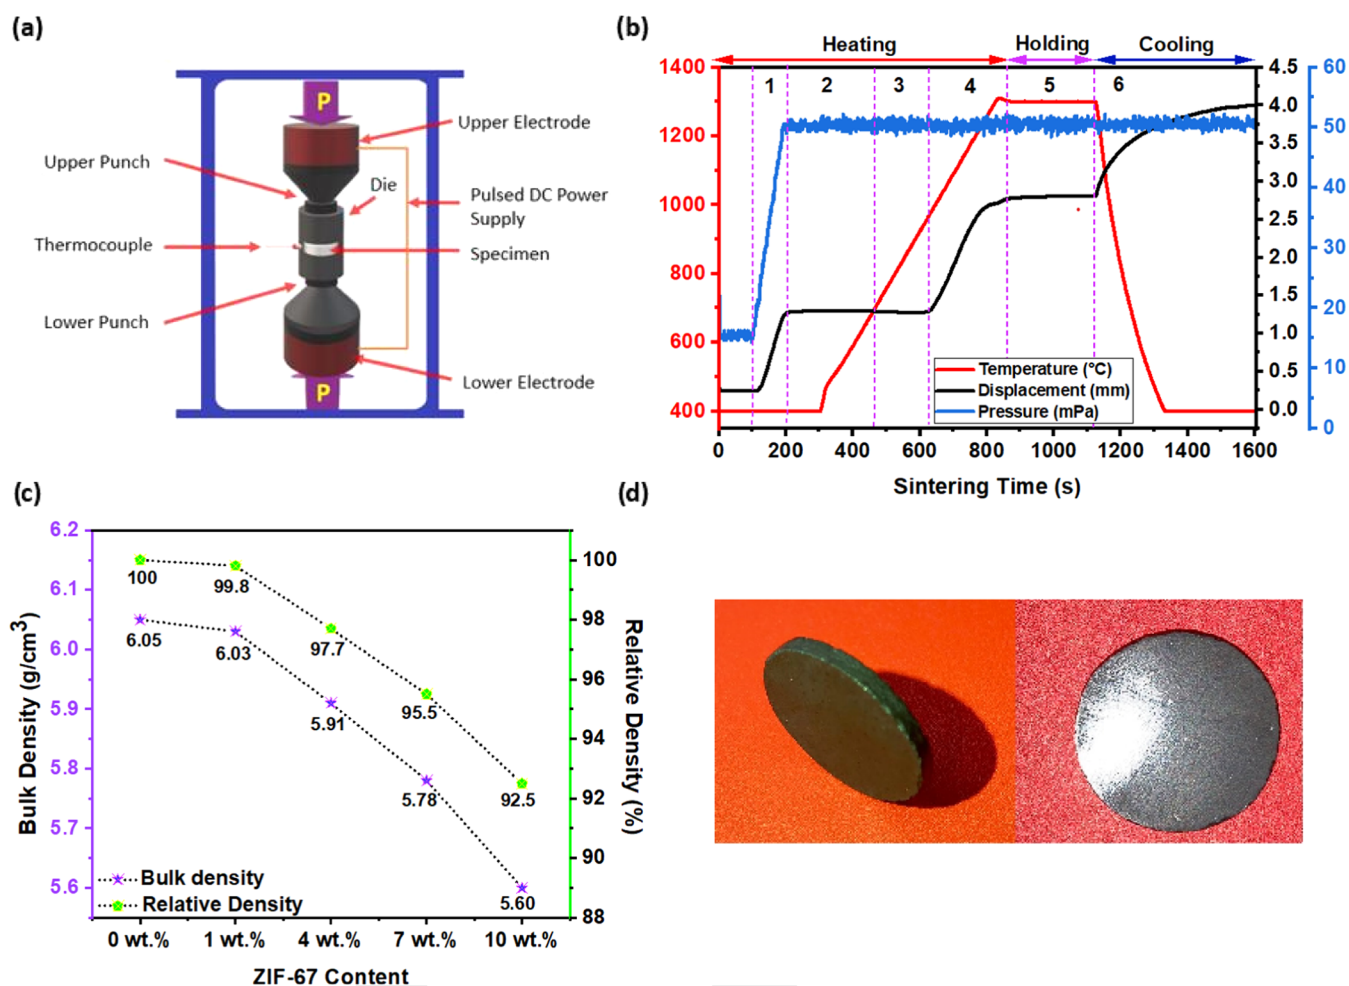 (a)
P
Upper Electrode
Upper Punch
Die
Pulsed DC Power
Supply
Thermocouple
Specimen
Lower Punch
Lower Electrode
P
(b)
Heating
Holding
Cooling
1
2
3
4
5
6
1400
1200
1000
800
600
400
4.5
4.0
3.5
3.0
2.5
2.0
1.5
1.0
0.5
0.0
60
50
40
30
20
10
0
Temperature (°C)
Displacement (mm)
Pressure (mPa)
0 200 400 600 800 1000 1200 1400 1600
Sintering Time (s)
(c)
Bulk Density (g/cm³)
6.2
6.1
6.0
5.9
5.8
5.7
5.6
100
99.8
97.7
95.5
92.5
6.05
6.03
5.91
5.78
5.60
Bulk density
Relative Density
100
98
96
94
92
90
88
Relative Density (%)
0 wt.% 1 wt.% 4 wt.% 7 wt.% 10 wt.%
ZIF-67 Content
(d)